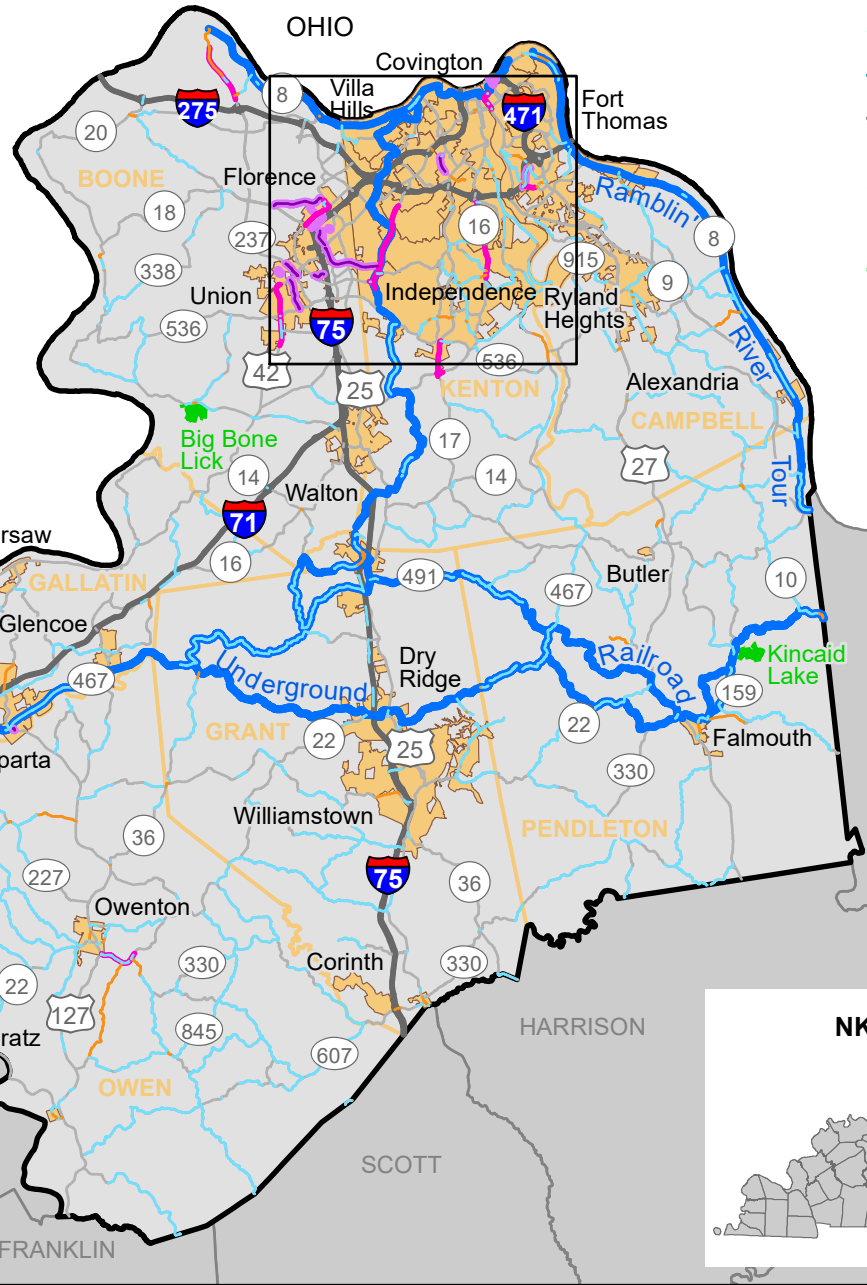 OHIO
Covington
Villa
Hills
8
275
471
Fort
Thomas
20
BOONE
Florence
18
16
Ramblin'
8
237
915
338
9
Union
Independence
Ryland
Heights
River
536
75
42
536
25
KENTON
Alexandria
CAMPBELL
Big Bone
Lick
17
27
14
14
Tour
Walton
71
rsaw
16
GALLATIN
491
Butler
10
467
Glencoe
Dry
Ridge
Railroad
Kincaid
Lake
467
Underground
159
GRANT
22
25
22
Falmouth
parta
330
Williamstown
PENDLETON
36
75
227
36
Owenton
Corinth
330
330
22
127
845
HARRISON
NK
ratz
607
OWEN
SCOTT
FRANKLIN